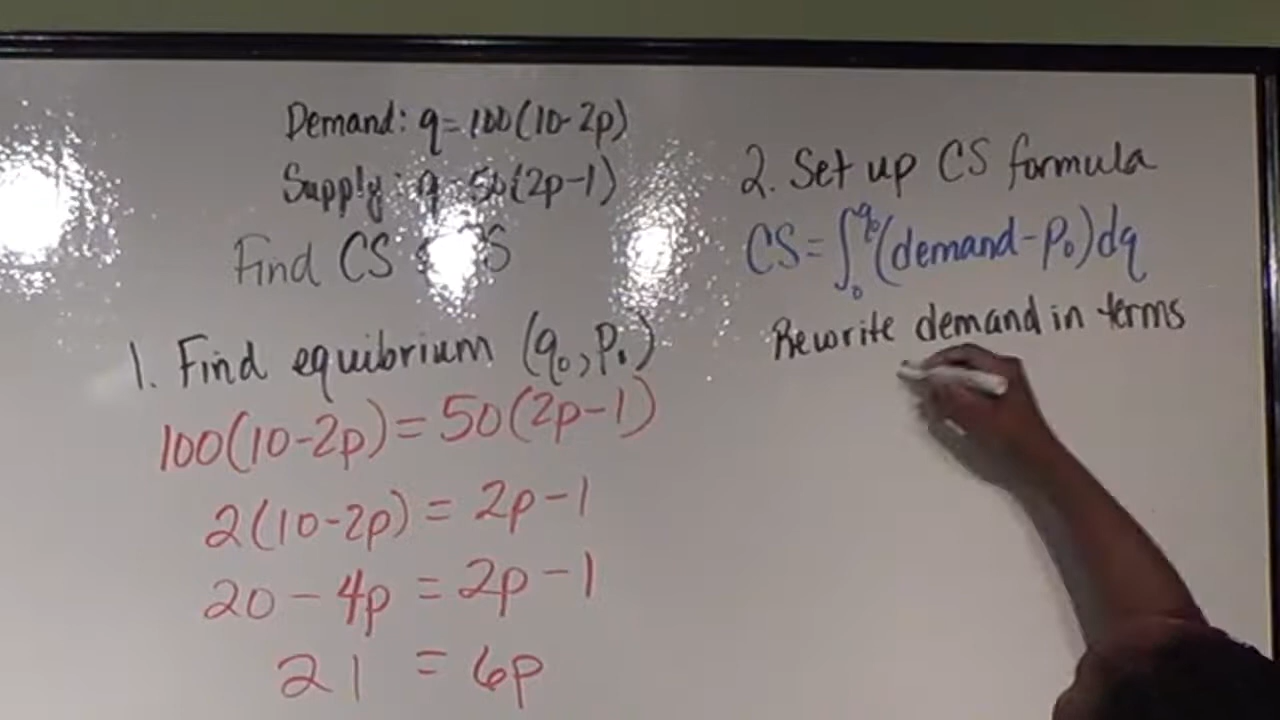 Demand: q=100(10-2p)
Supply: q 50(2p-1)
Find CS S
1. Find equibrium (q₀, p₀)
100(10-2p)=50(2p-1)
2(10-2p) = 2p-1
20 - 4p = 2p-1
21 = 6p
2. Set up CS formula
CS=∫₀^q₀(demand-p₀)dq
Rewrite demand in terms